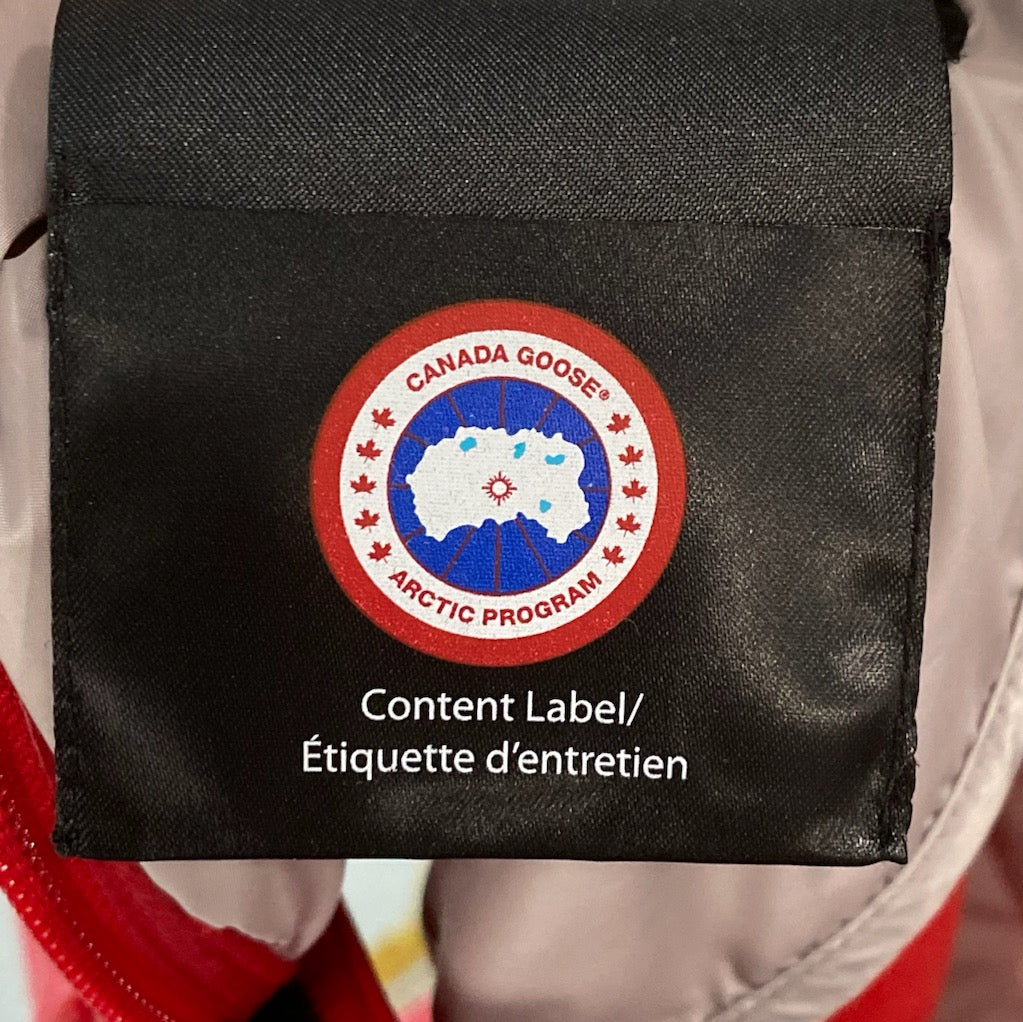 CANADA GOOSE®
ARCTIC PROGRAM
Content Label/
Étiquette d'entretien